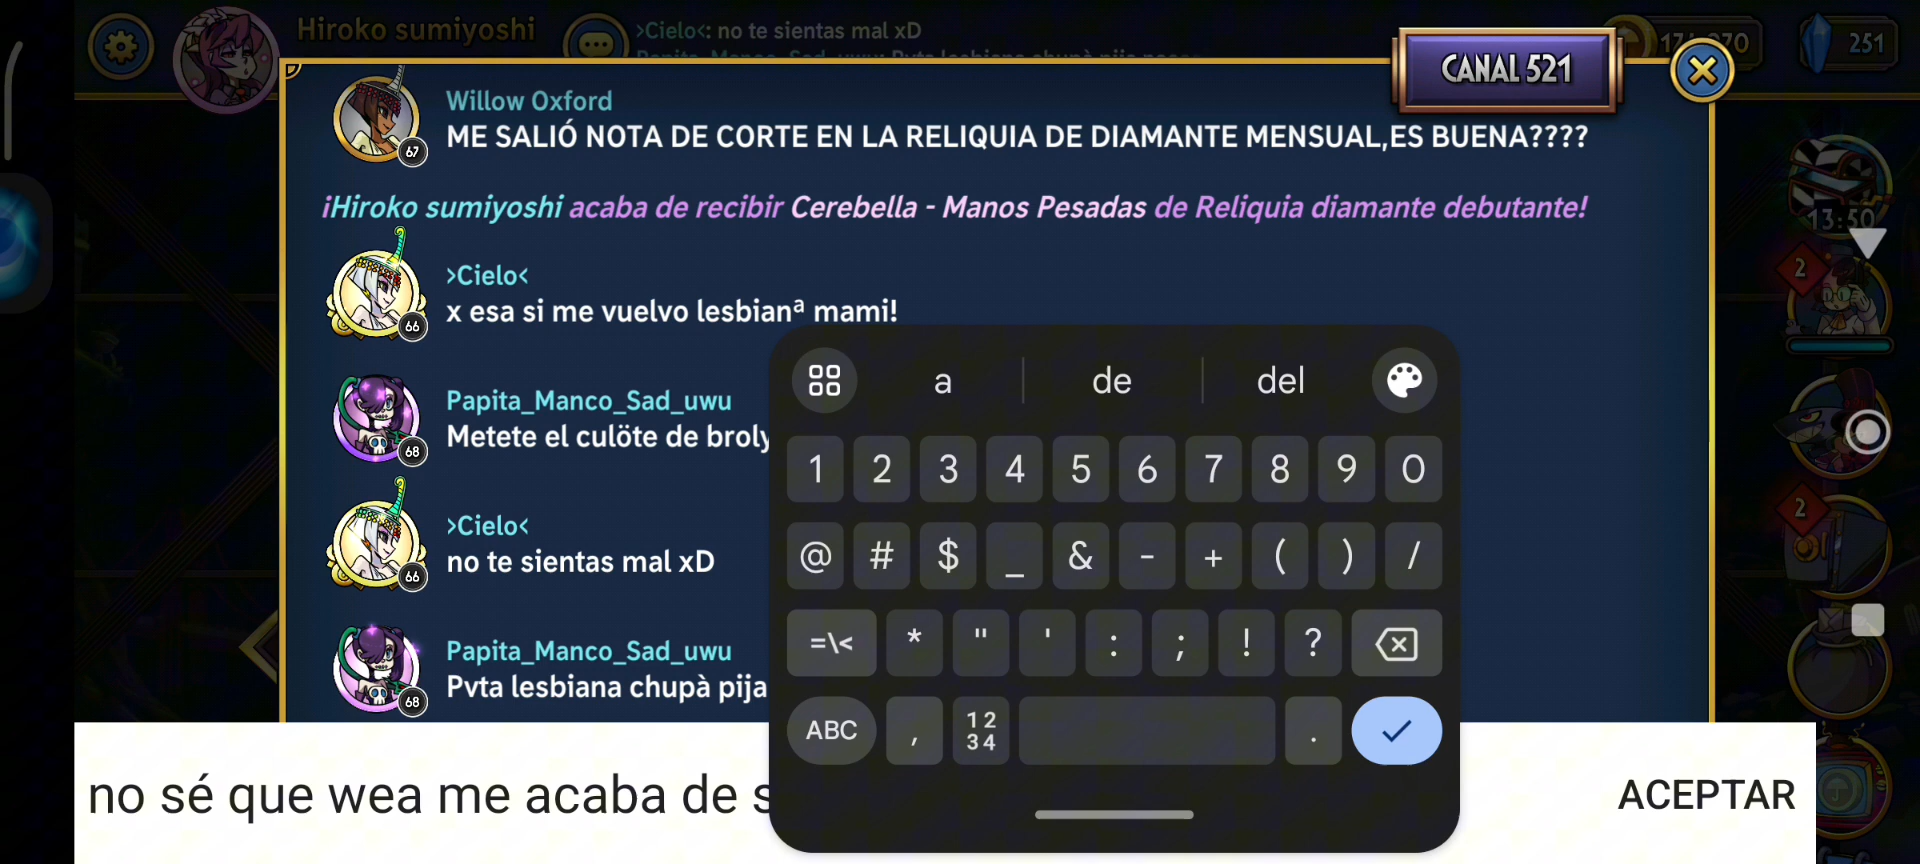 Hiroko sumiyoshi
>Cielo<: no te sientas mal xD
CANAL 521
251
Willow Oxford
ME SALIÓ NOTA DE CORTE EN LA RELIQUIA DE DIAMANTE MENSUAL,ES BUENA????
67
¡Hiroko sumiyoshi acaba de recibir Cerebella - Manos Pesadas de Reliquia diamante debutante!
13:50
>Cielo<
x esa si me vuelvo lesbianª mami!
66
2
Papita_Manco_Sad_uwu
Metete el culöte de broly
68
>Cielo<
no te sientas mal xD
66
2
Papita_Manco_Sad_uwu
Pvta lesbiana chupà pija
68
a de del
1 2 3 4 5 6 7 8 9 0
@ # $ _ & - + ( ) /
=\< * " ' : ; ! ?
ABC , 1 2 3 4 .
no sé que wea me acaba de s
ACEPTAR